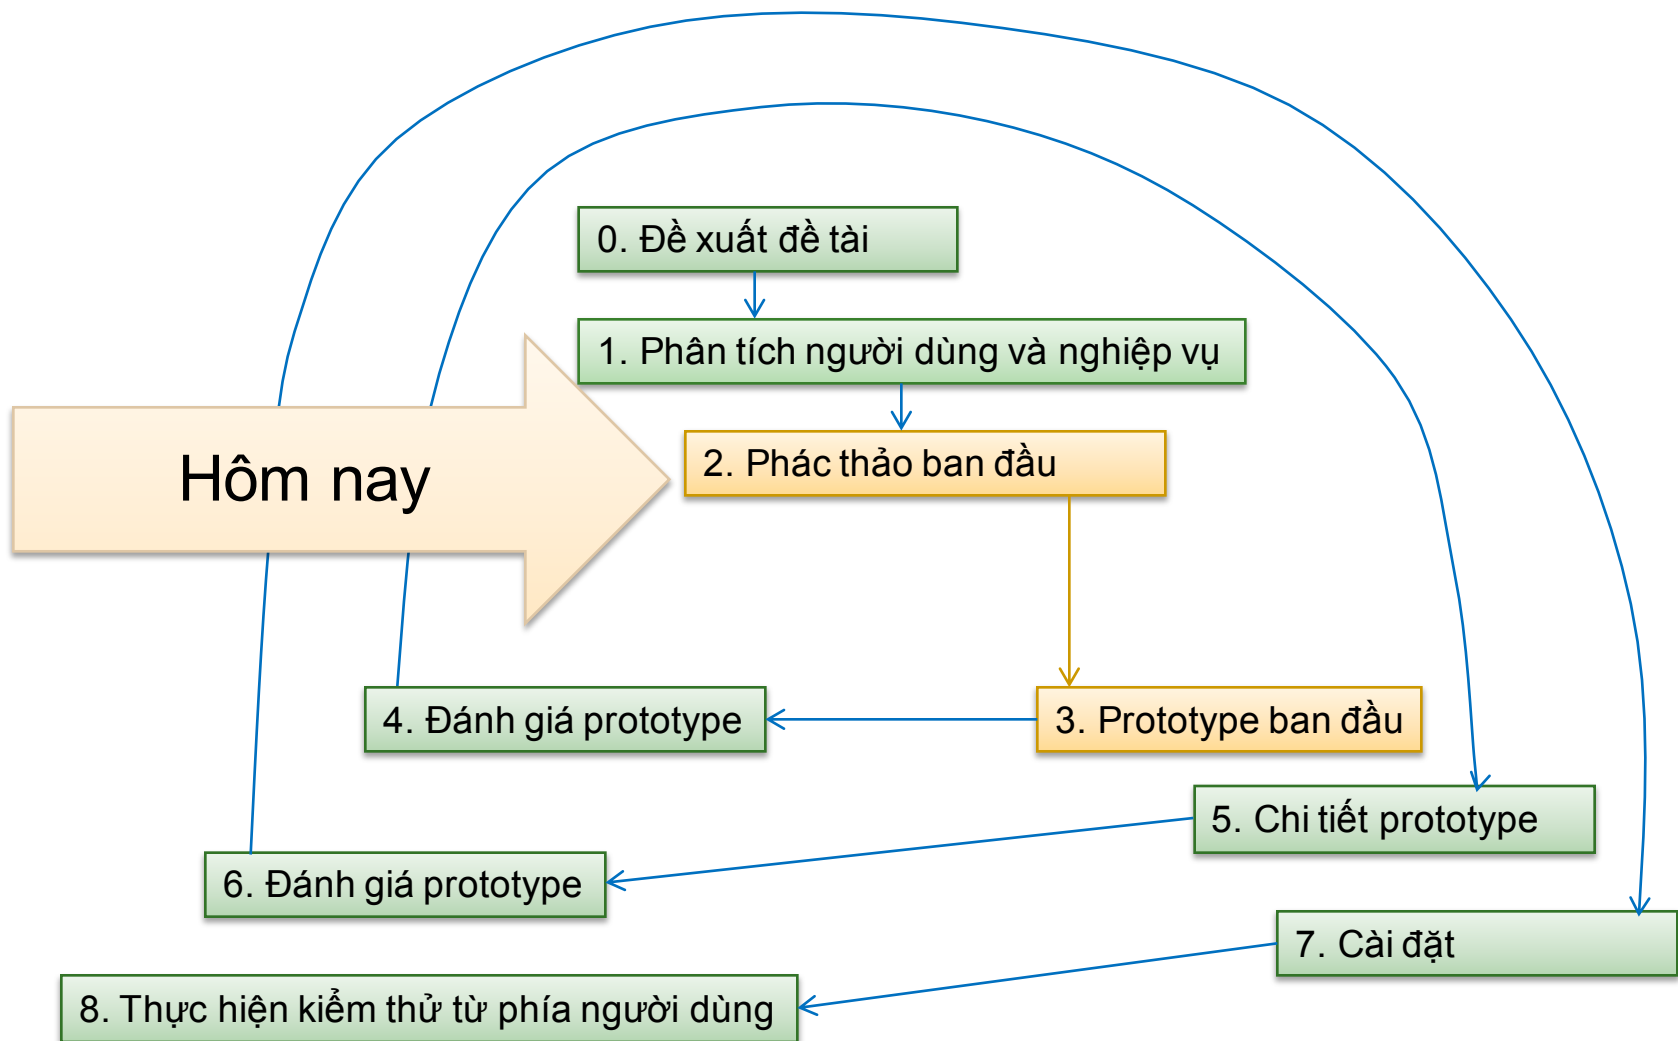 0. Đề xuất đề tài
1. Phân tích người dùng và nghiệp vụ
Hôm nay
2. Phác thảo ban đầu
4. Đánh giá prototype
3. Prototype ban đầu
5. Chi tiết prototype
6. Đánh giá prototype
7. Cài đặt
8. Thực hiện kiểm thử từ phía người dùng